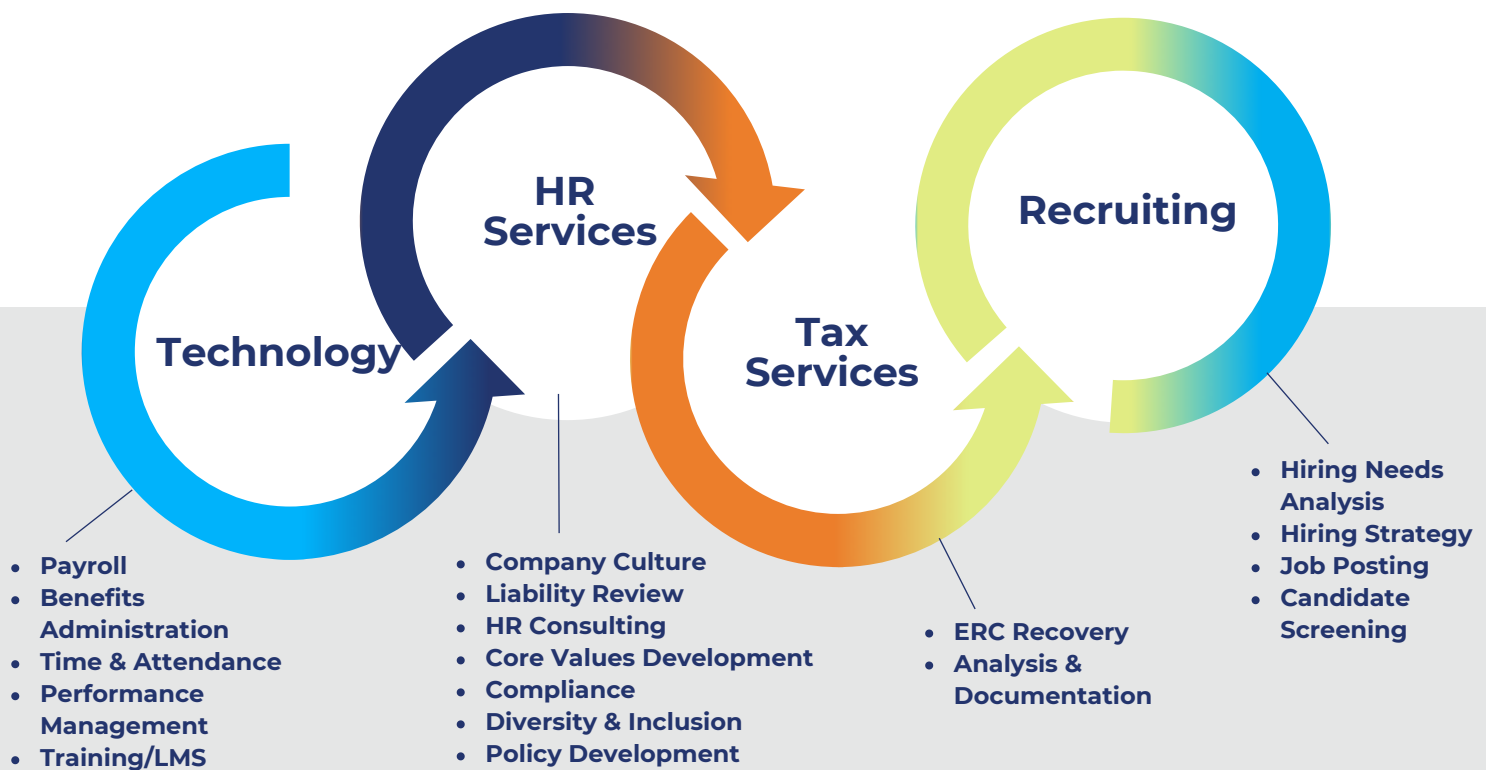 Technology
HR
Services
Tax
Services
Recruiting
• Payroll
• Benefits
Administration
• Time & Attendance
• Performance
Management
• Training/LMS
• Company Culture
• Liability Review
• HR Consulting
• Core Values Development
• Compliance
• Diversity & Inclusion
• Policy Development
• ERC Recovery
• Analysis &
Documentation
• Hiring Needs
Analysis
• Hiring Strategy
• Job Posting
• Candidate
Screening